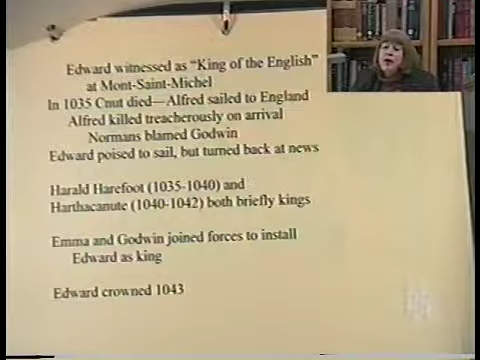 Edward witnessed as "King of the English"
at Mont-Saint-Michel
In 1035 Cnut died—Alfred sailed to England
Alfred killed treacherously on arrival
Normans blamed Godwin
Edward poised to sail, but turned back at news
Harald Harefoot (1035-1040) and
Harthacanute (1040-1042) both briefly kings
Emma and Godwin joined forces to install
Edward as king
Edward crowned 1043